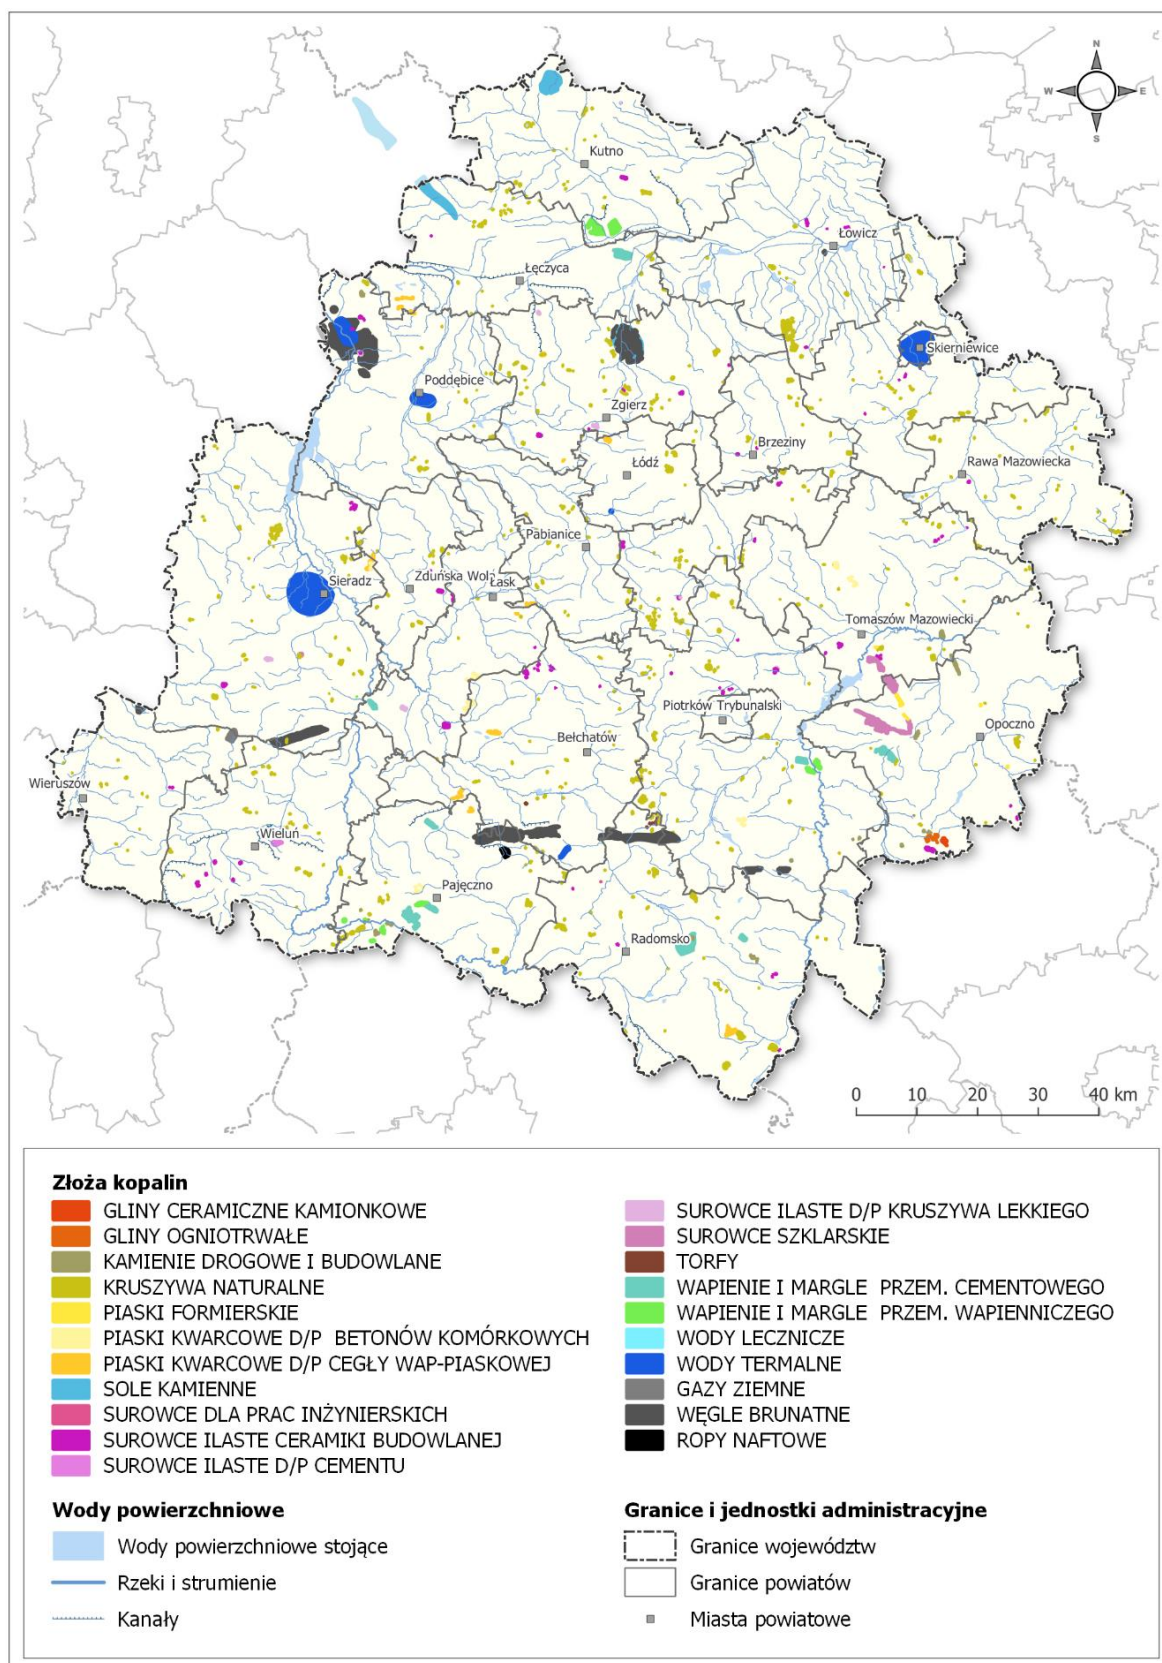 N
W E
S
Kutno
Łowicz
Łęczyca
Skierniewice
Poddębice
Zgierz
Brzeziny
Łódź
Rawa Mazowiecka
Pabianice
Sieradz
Zduńska Wol
Łask
Tomaszów Mazowiecki
Piotrków Trybunalski
Opoczno
Bełchatów
Wieruszów
Wieluń
Pajęczno
Radomsko
0 10 20 30 40 km
Złoża kopalin
GLINY CERAMICZNE KAMIONKOWE
GLINY OGNIOTRWAŁE
KAMIENIE DROGOWE I BUDOWLANE
KRUSZYWA NATURALNE
PIASKI FORMIERSKIE
PIASKI KWARCOWE D/P BETONÓW KOMÓRKOWYCH
PIASKI KWARCOWE D/P CEGŁY WAP-PIASKOWEJ
SOLE KAMIENNE
SUROWCE DLA PRAC INŻYNIERSKICH
SUROWCE ILASTE CERAMIKI BUDOWLANEJ
SUROWCE ILASTE D/P CEMENTU
SUROWCE ILASTE D/P KRUSZYWA LEKKIEGO
SUROWCE SZKLARSKIE
TORFY
WAPIENIE I MARGLE PRZEM. CEMENTOWEGO
WAPIENIE I MARGLE PRZEM. WAPIENNICZEGO
WODY LECZNICZE
WODY TERMALNE
GAZY ZIEMNE
WĘGLE BRUNATNE
ROPY NAFTOWE
Wody powierzchniowe
Wody powierzchniowe stojące
Rzeki i strumienie
Kanały
Granice i jednostki administracyjne
Granice województw
Granice powiatów
Miasta powiatowe